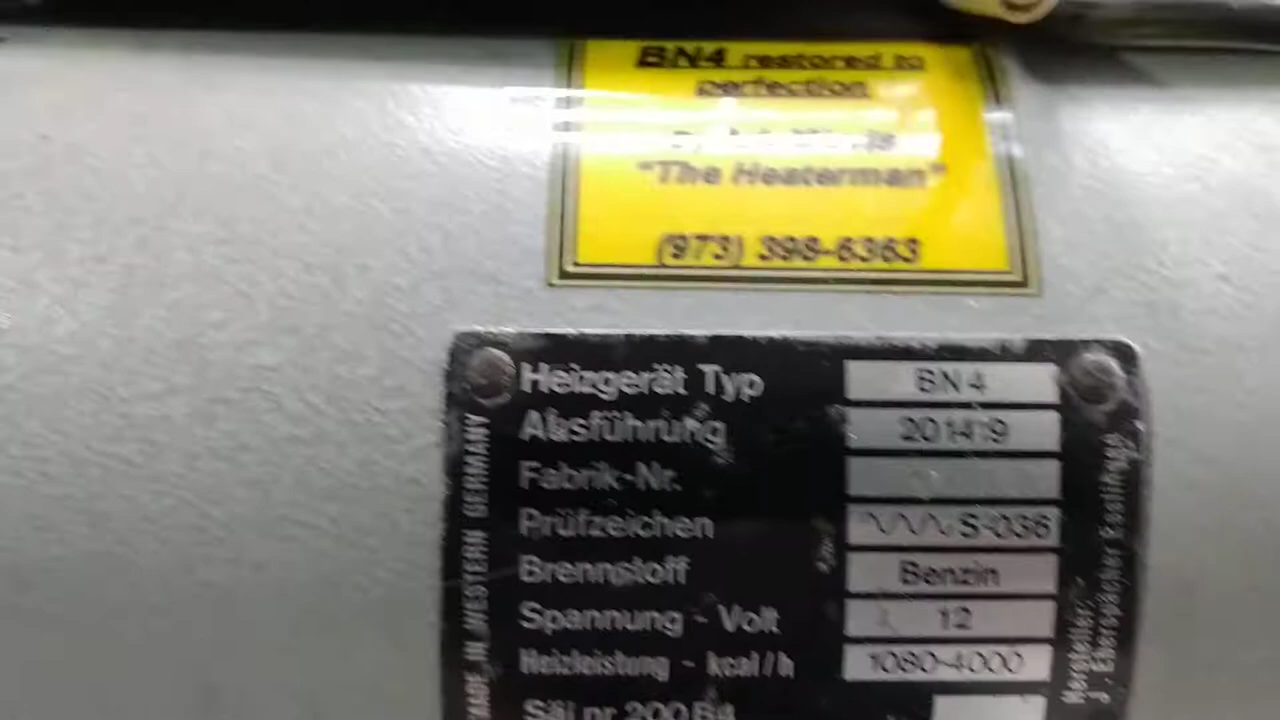 BN4 restored to
perfection
"The Heaterman"
(973) 398-6363
Heizgerät Typ BN4
Ausführung 201419
Fabrik-Nr.
Prüfzeichen S-036
Brennstoff Benzin
Spannung - Volt 12
Heizleistung - kcal/h 1080-4000
MADE IN WESTERN GERMANY
Hersteller:
J. Eberspächer Esslingen